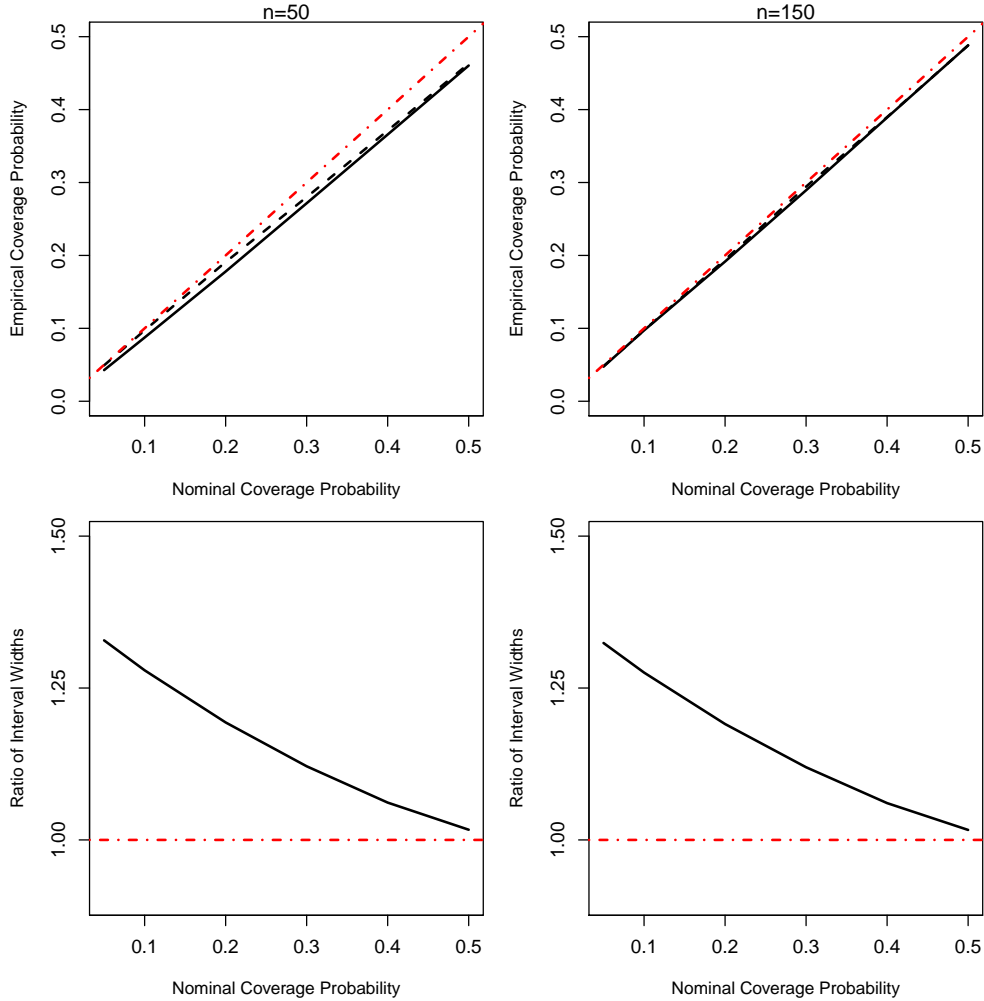 n=50
Empirical Coverage Probability
0.0 0.1 0.2 0.3 0.4 0.5
0.1 0.2 0.3 0.4 0.5
Nominal Coverage Probability
n=150
Empirical Coverage Probability
0.0 0.1 0.2 0.3 0.4 0.5
0.1 0.2 0.3 0.4 0.5
Nominal Coverage Probability
Ratio of Interval Widths
1.00 1.25 1.50
0.1 0.2 0.3 0.4 0.5
Nominal Coverage Probability
Ratio of Interval Widths
1.00 1.25 1.50
0.1 0.2 0.3 0.4 0.5
Nominal Coverage Probability